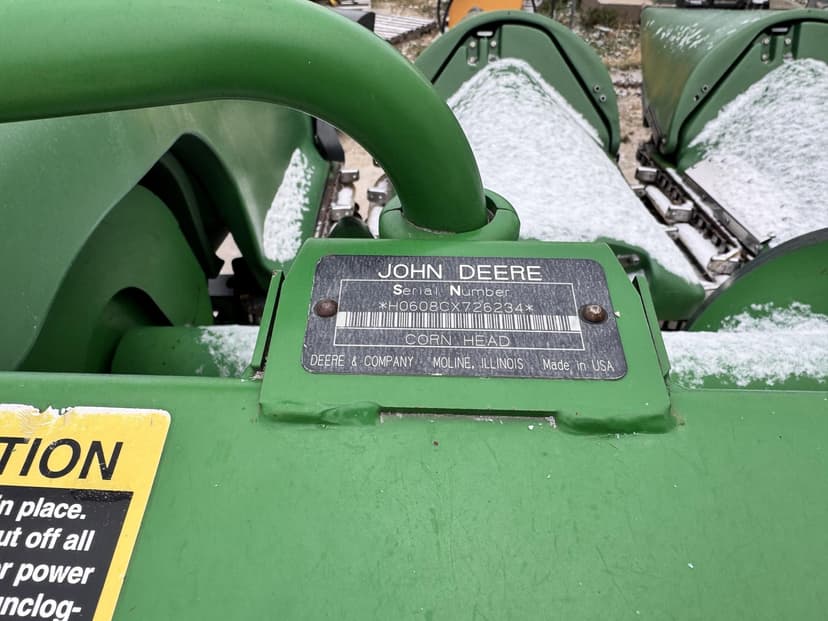 JOHN DEERE
Serial Number
*H0608CX726234*
CORN HEAD
DEERE & COMPANY MOLINE, ILLINOIS Made in USA
TION
in place.
ut off all
r power
unclog-